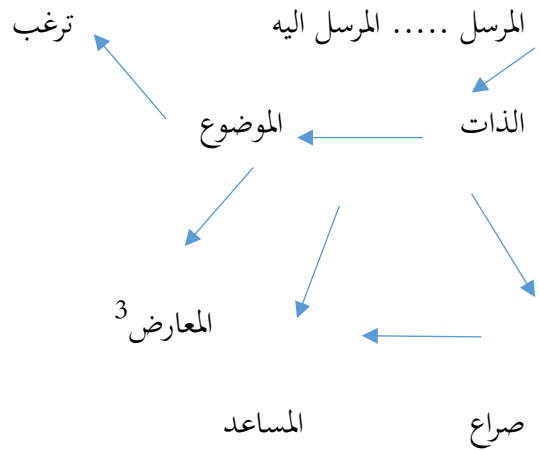 المرسل ..... المرسل اليه ترغب
الذات الموضوع
المعارض3
صراع المساعد